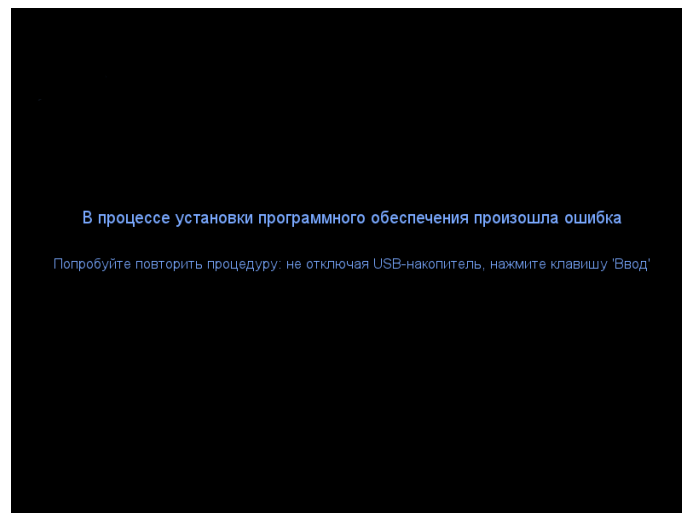 В процессе установки программного обеспечения произошла ошибка
Попробуйте повторить процедуру: не отключая USB-накопитель, нажмите клавишу 'Ввод'